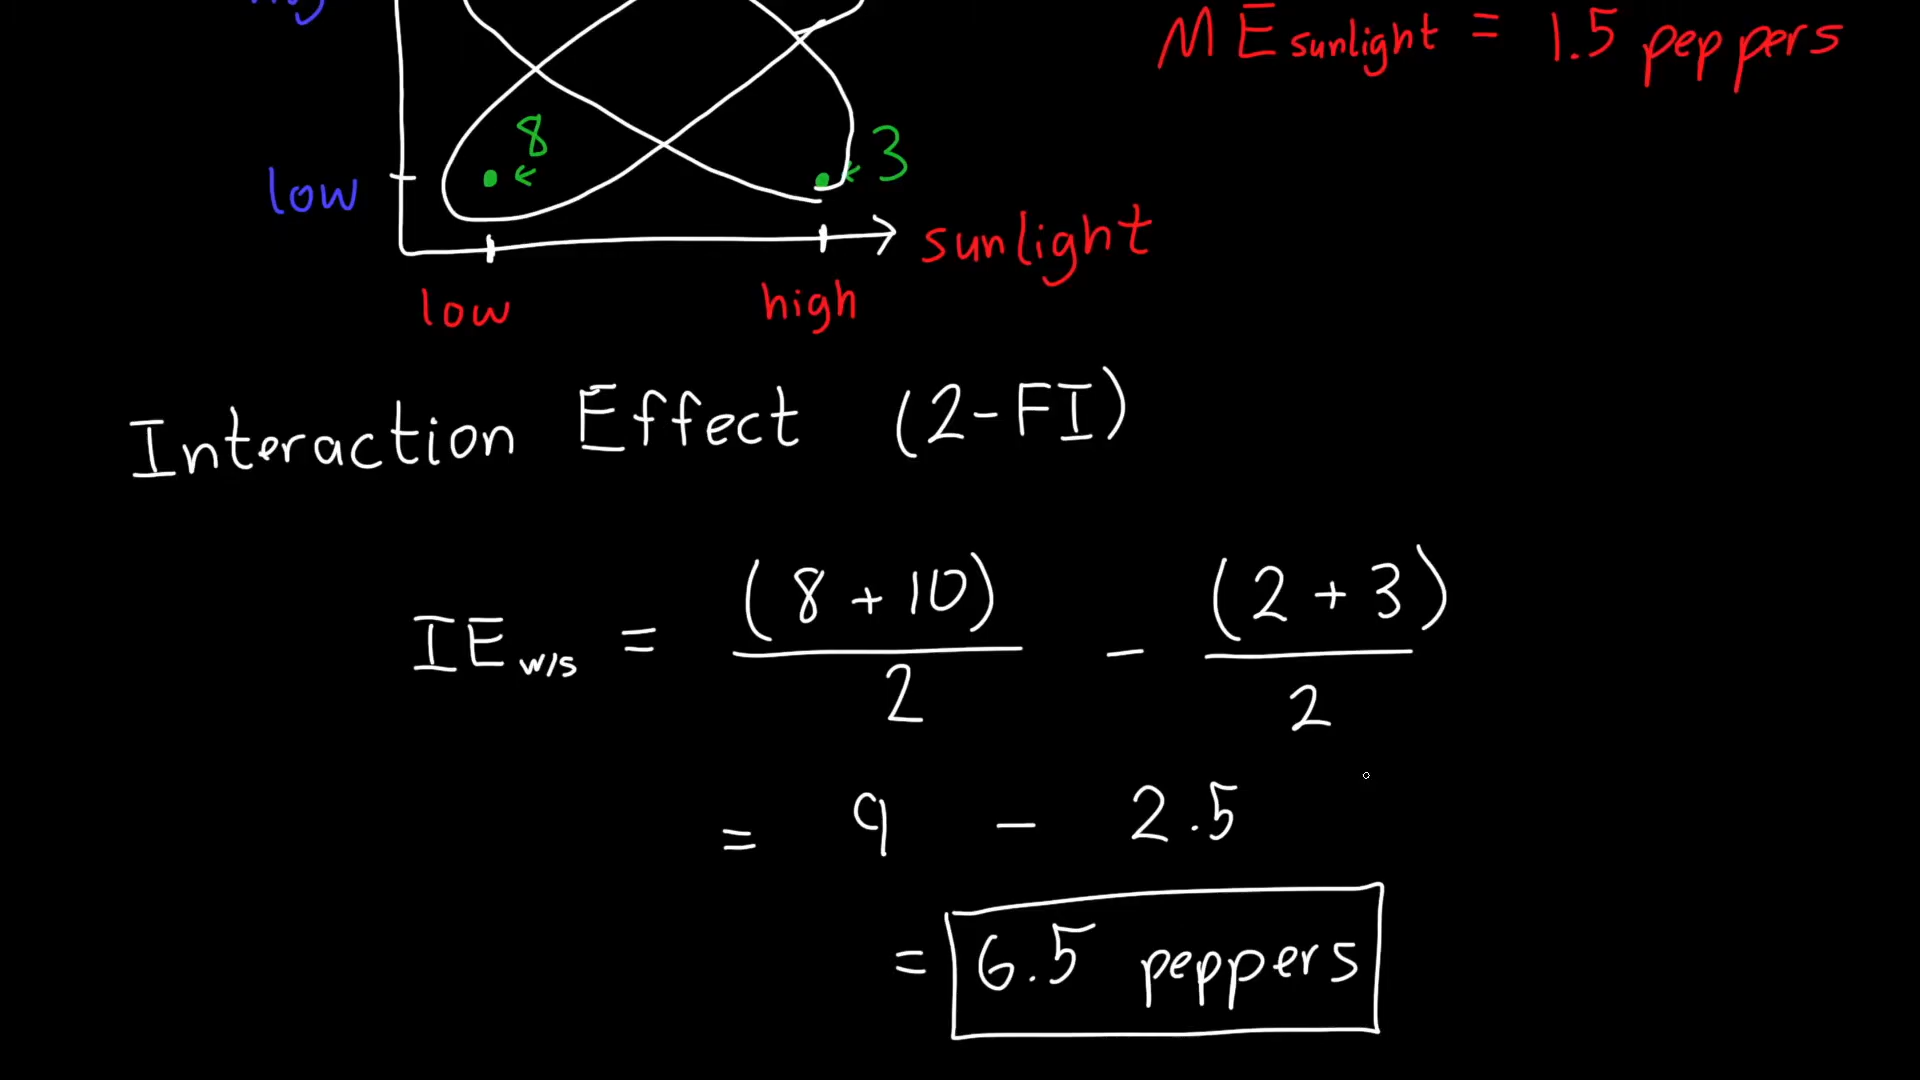 ME sunlight = 1.5 peppers
8
3
low
sunlight
low high
Interaction Effect (2-FI)
IE w/s = (8 + 10) / 2 - (2 + 3) / 2
= 9 - 2.5
= 6.5 peppers